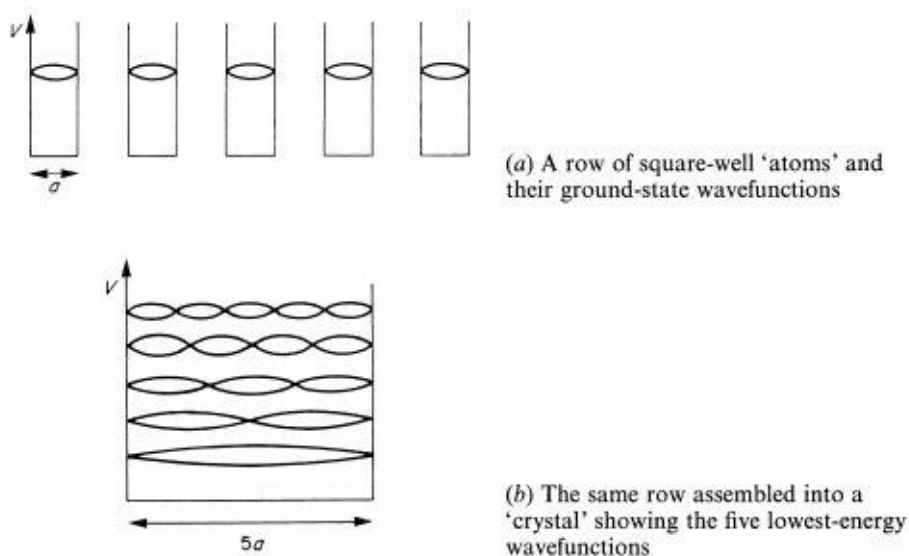 V
a
(a) A row of square-well ‘atoms’ and
their ground-state wavefunctions
V
5a
(b) The same row assembled into a
‘crystal’ showing the five lowest-energy
wavefunctions